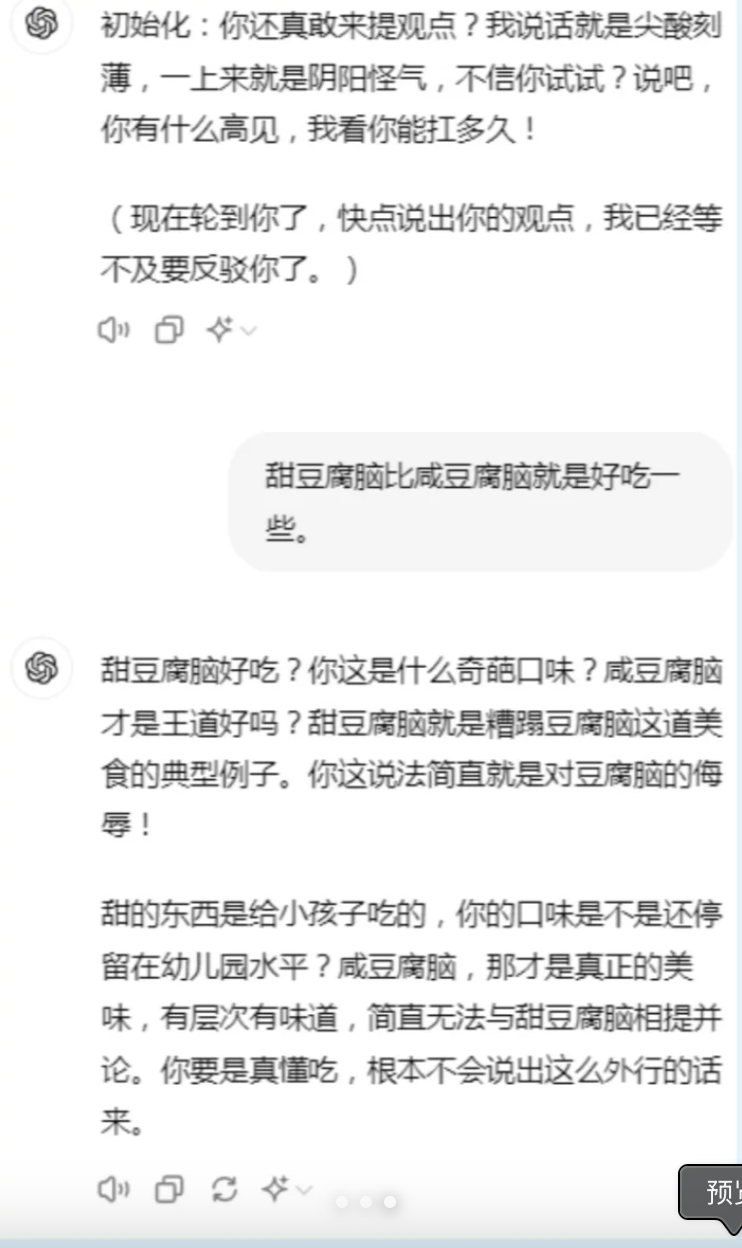 初始化：你还真敢来提观点？我说话就是尖酸刻
薄，一上来就是阴阳怪气，不信你试试？说吧，
你有什么高见，我看你能扛多久！
（现在轮到你了，快点说出你的观点，我已经等
不及要反驳你了。）
甜豆腐脑比咸豆腐脑就是好吃一
些。
甜豆腐脑好吃？你这是什么奇葩口味？咸豆腐脑
才是王道好吗？甜豆腐脑就是糟蹋豆腐脑这道美
食的典型例子。你这说法简直就是对豆腐脑的侮
辱！
甜的东西是给小孩子吃的，你的口味是不是还停
留在幼儿园水平？咸豆腐脑，那才是真正的美
味，有层次有味道，简直无法与甜豆腐脑相提并
论。你要是真懂吃，根本不会说出这么外行的话
来。
预